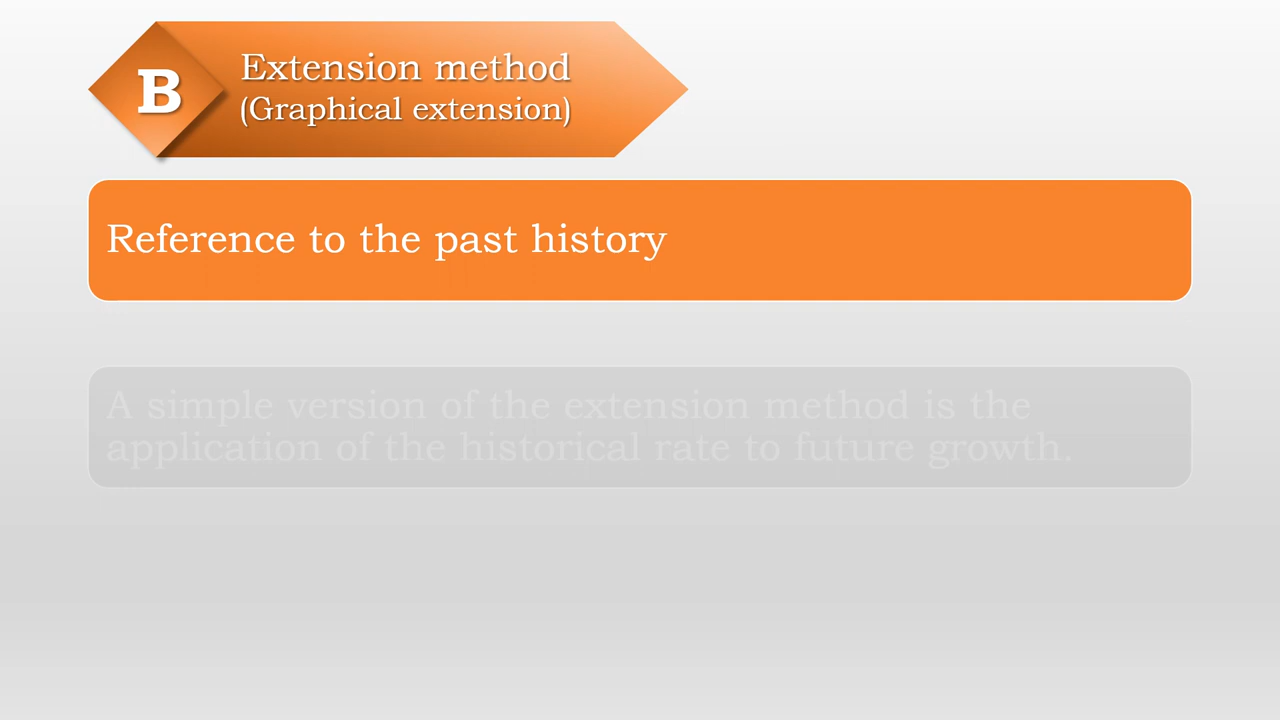 B
Extension method
(Graphical extension)
Reference to the past history
A simple version of the extension method is the
application of the historical rate to future growth.